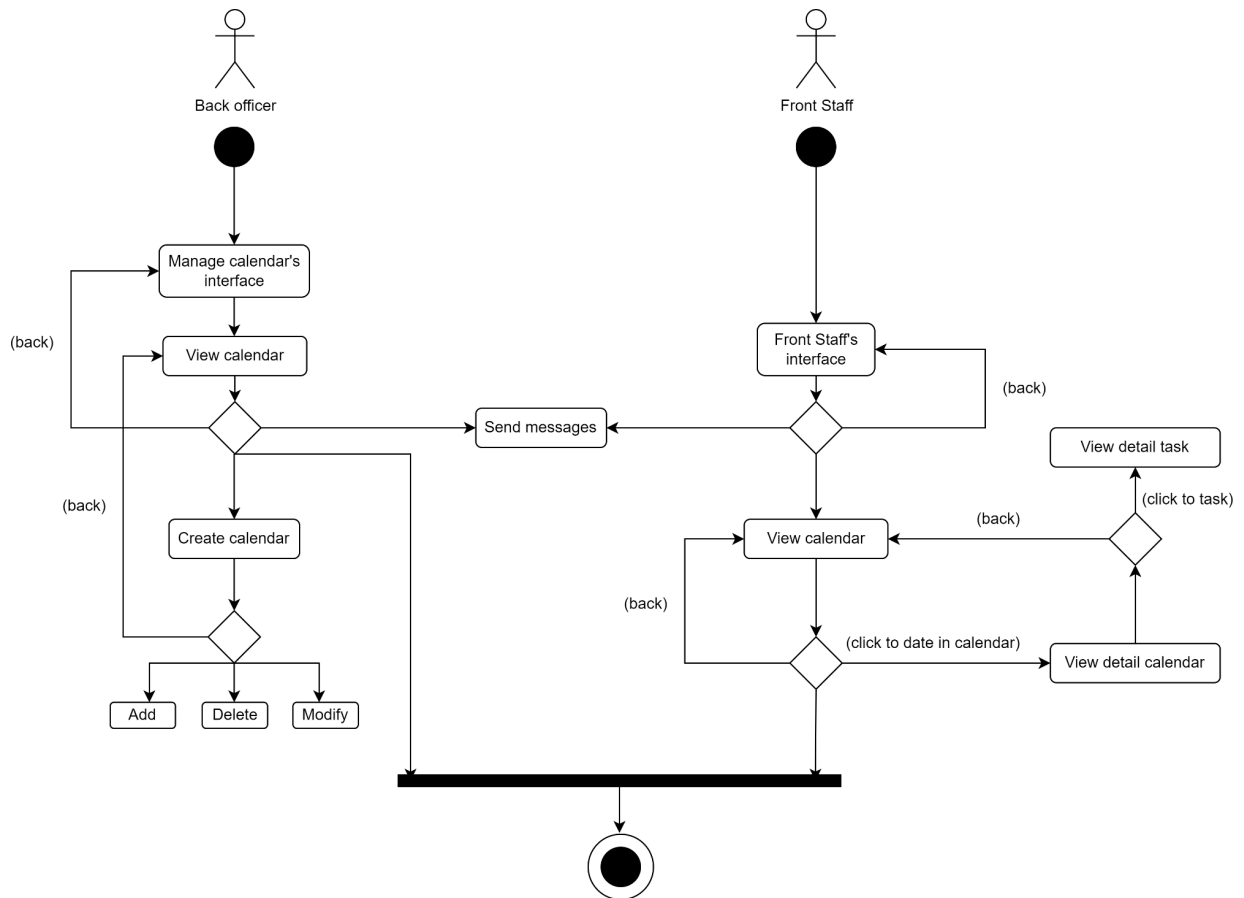 Back officer
Front Staff
Manage calendar's
interface
(back)
View calendar
Front Staff's
interface
(back)
Send messages
View detail task
(click to task)
(back)
Create calendar
View calendar
(back)
(back)
(click to date in calendar)
View detail calendar
Add
Delete
Modify